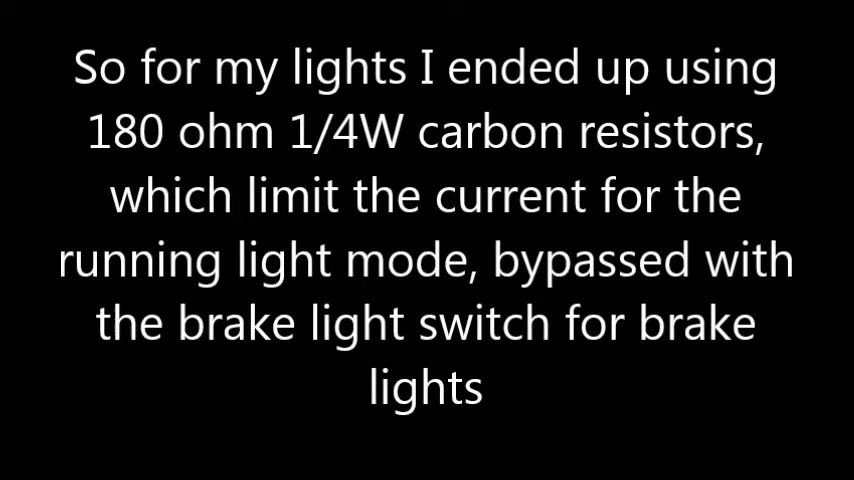 So for my lights I ended up using
180 ohm 1/4W carbon resistors,
which limit the current for the
running light mode, bypassed with
the brake light switch for brake
lights